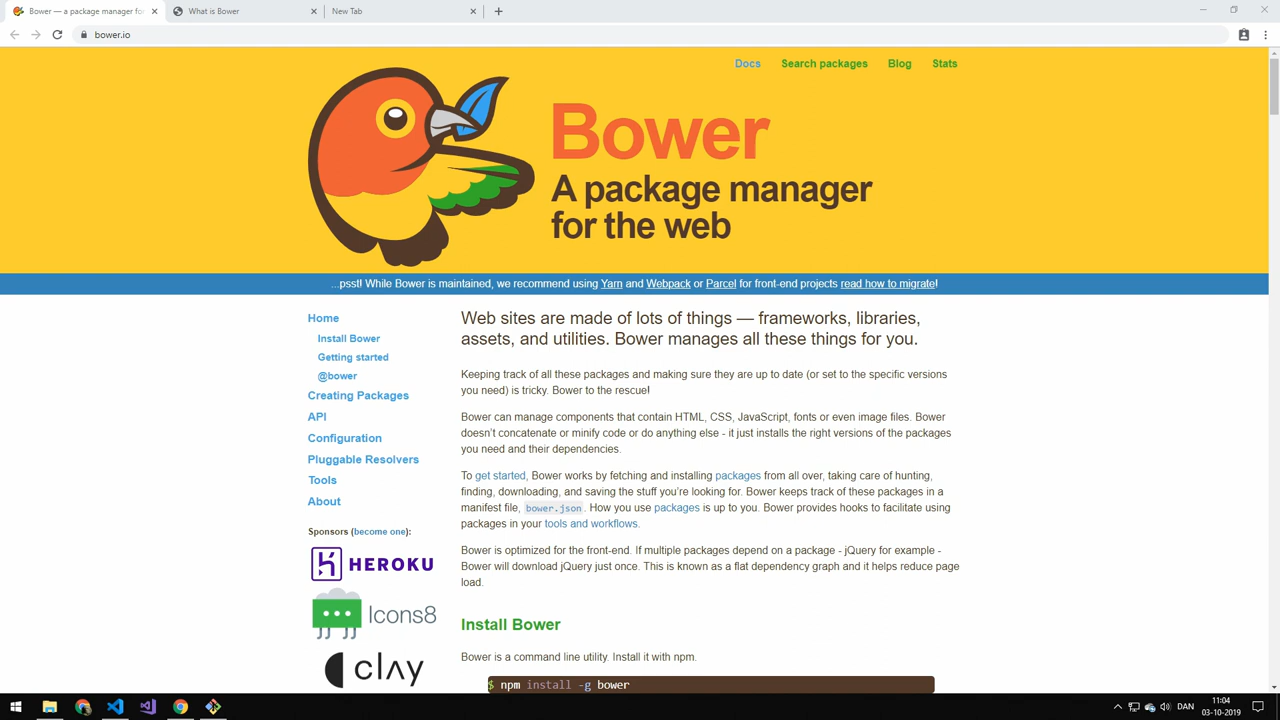 Bower — a package manager fo
What is Bower
New Tab
bower.io
Docs
Search packages
Blog
Stats
Bower
A package manager
for the web
...psst! While Bower is maintained, we recommend using Yarn and Webpack or Parcel for front-end projects read how to migrate!
Home
Install Bower
Getting started
@bower
Creating Packages
API
Configuration
Pluggable Resolvers
Tools
About
Sponsors (become one):
HEROKU
Icons8
clay
Web sites are made of lots of things — frameworks, libraries,
assets, and utilities. Bower manages all these things for you.
Keeping track of all these packages and making sure they are up to date (or set to the specific versions
you need) is tricky. Bower to the rescue!
Bower can manage components that contain HTML, CSS, JavaScript, fonts or even image files. Bower
doesn't concatenate or minify code or do anything else - it just installs the right versions of the packages
you need and their dependencies.
To get started, Bower works by fetching and installing packages from all over, taking care of hunting,
finding, downloading, and saving the stuff you're looking for. Bower keeps track of these packages in a
manifest file, bower.json. How you use packages is up to you. Bower provides hooks to facilitate using
packages in your tools and workflows.
Bower is optimized for the front-end. If multiple packages depend on a package - jQuery for example -
Bower will download jQuery just once. This is known as a flat dependency graph and it helps reduce page
load.
Install Bower
Bower is a command line utility. Install it with npm.
$ npm install -g bower
DAN
11:04
03-10-2019